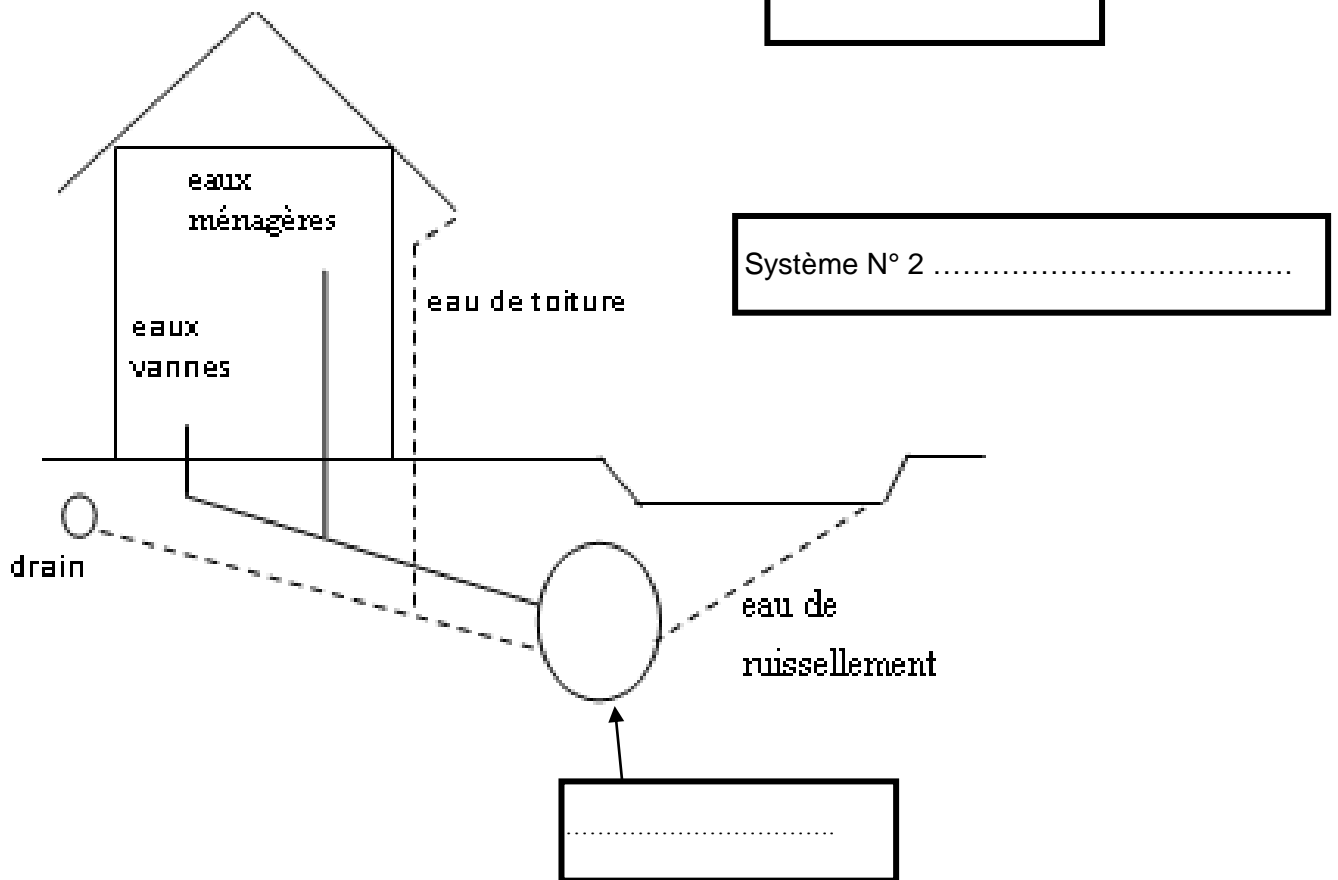 eaux
ménagères
Système N° 2 ………………………………
eau de toiture
eaux
vannes
drain
eau de
ruissellement
…………………………